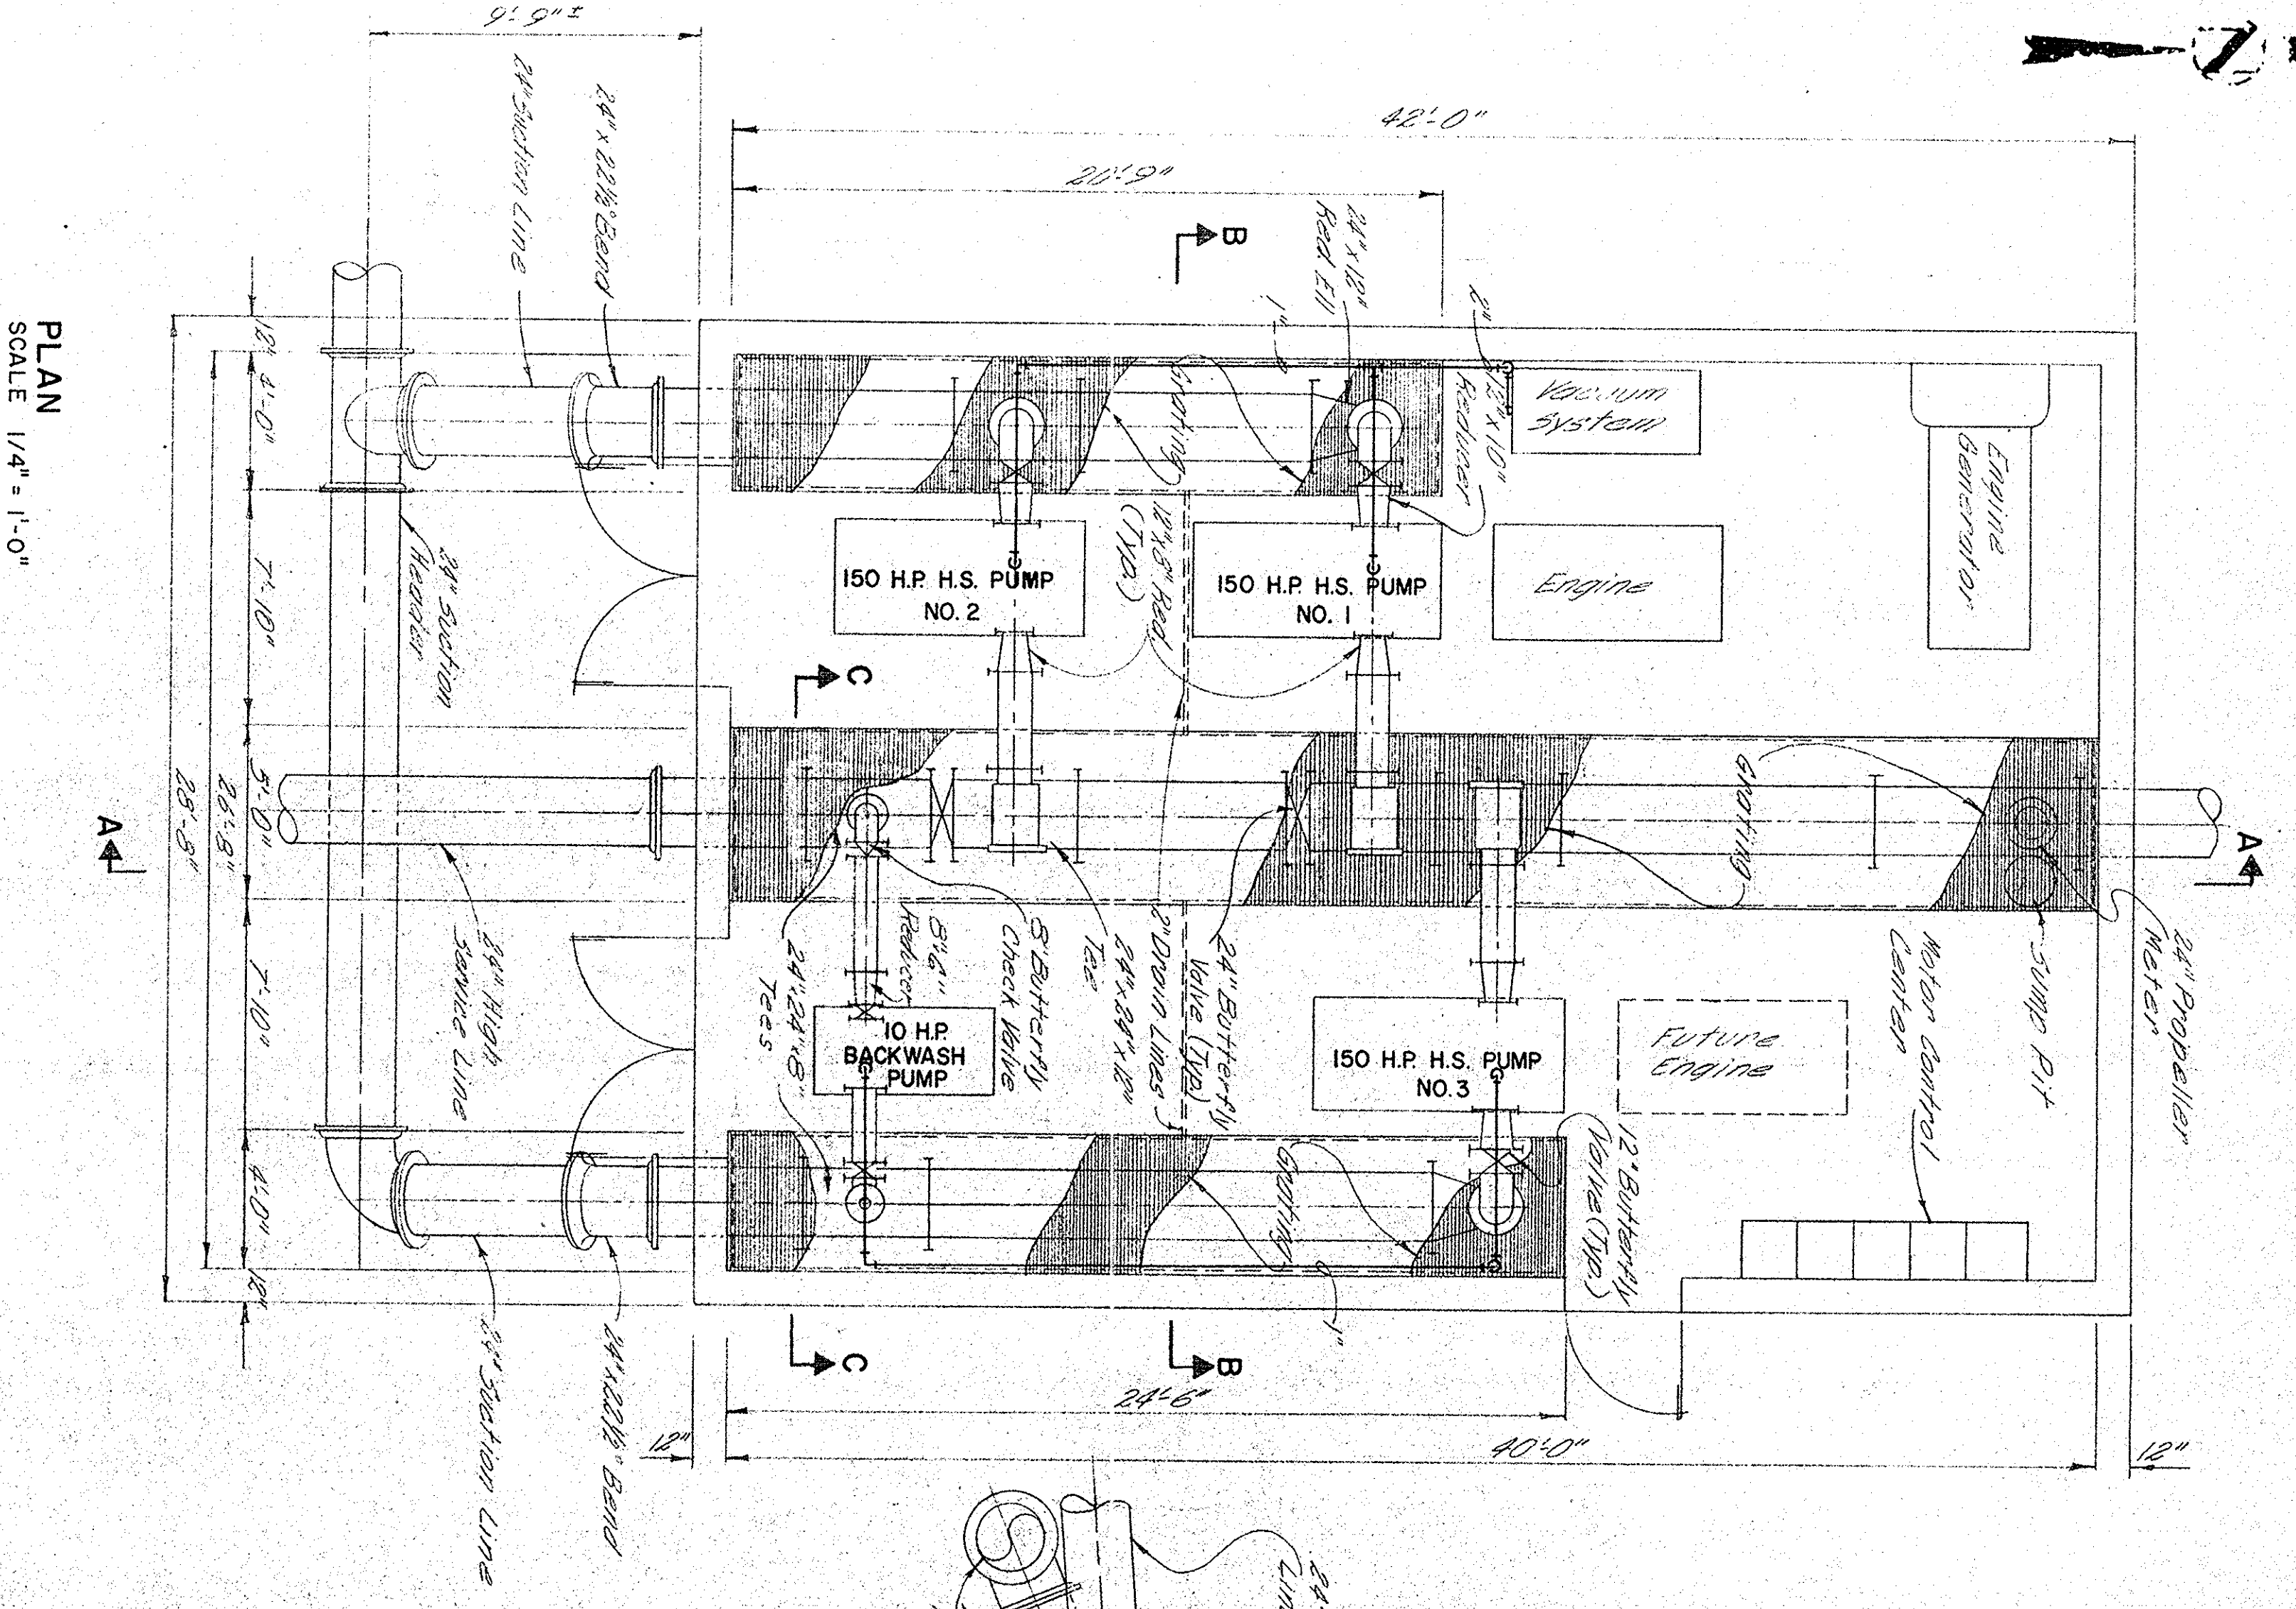 9'-9"±
42'-0"
20'-9"
24" Suction Line
24" x 22½° Bend
B
24" x 12"
Red Ell
1"
2"
12" x 10"
Reducer
Vacuum
System
Engine
Generator
Grating
12" x 8" Red.
(Typ.)
150 H.P. H.S. PUMP
NO. 2
150 H.P. H.S. PUMP
NO. 1
Engine
24" Suction
Header
C
12"
4'-0"
7'-10"
5'-0"
7'-10"
4'-0"
12"
26'-8"
28'-8"
PLAN
SCALE 1/4" = 1'-0"
A
A
Grating
24" High
Service Line
24"x24"x8"
Tees
8"x6"
Reducer
8" Butterfly
Check Valve
24" x 24" x 12"
Tee
2" Drain Lines
24" Butterfly
Valve (Typ.)
10 H.P.
BACKWASH
PUMP
150 H.P. H.S. PUMP
NO. 3
Future
Engine
Motor Control
Center
Sump Pit
24" Propeller
Meter
12" Butterfly
Valve (Typ.)
Grating
1"
24" Suction Line
24" x 22½° Bend
C
B
24'-6"
12"
40'-0"
12"